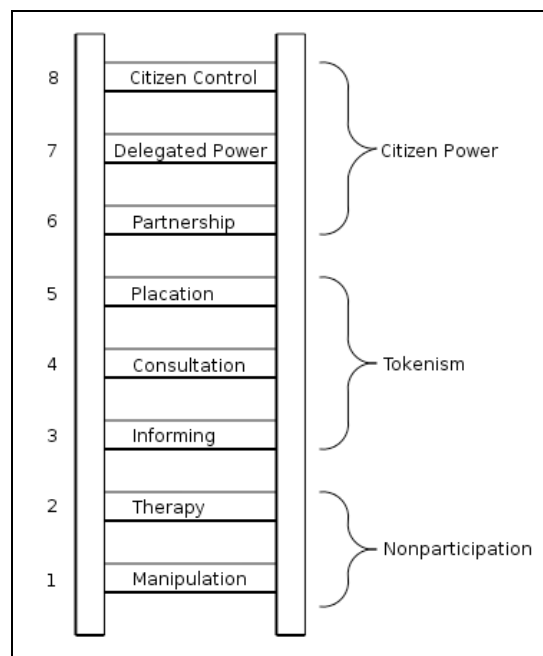 8 Citizen Control
7 Delegated Power Citizen Power
6 Partnership
5 Placation
4 Consultation Tokenism
3 Informing
2 Therapy
Nonparticipation
1 Manipulation